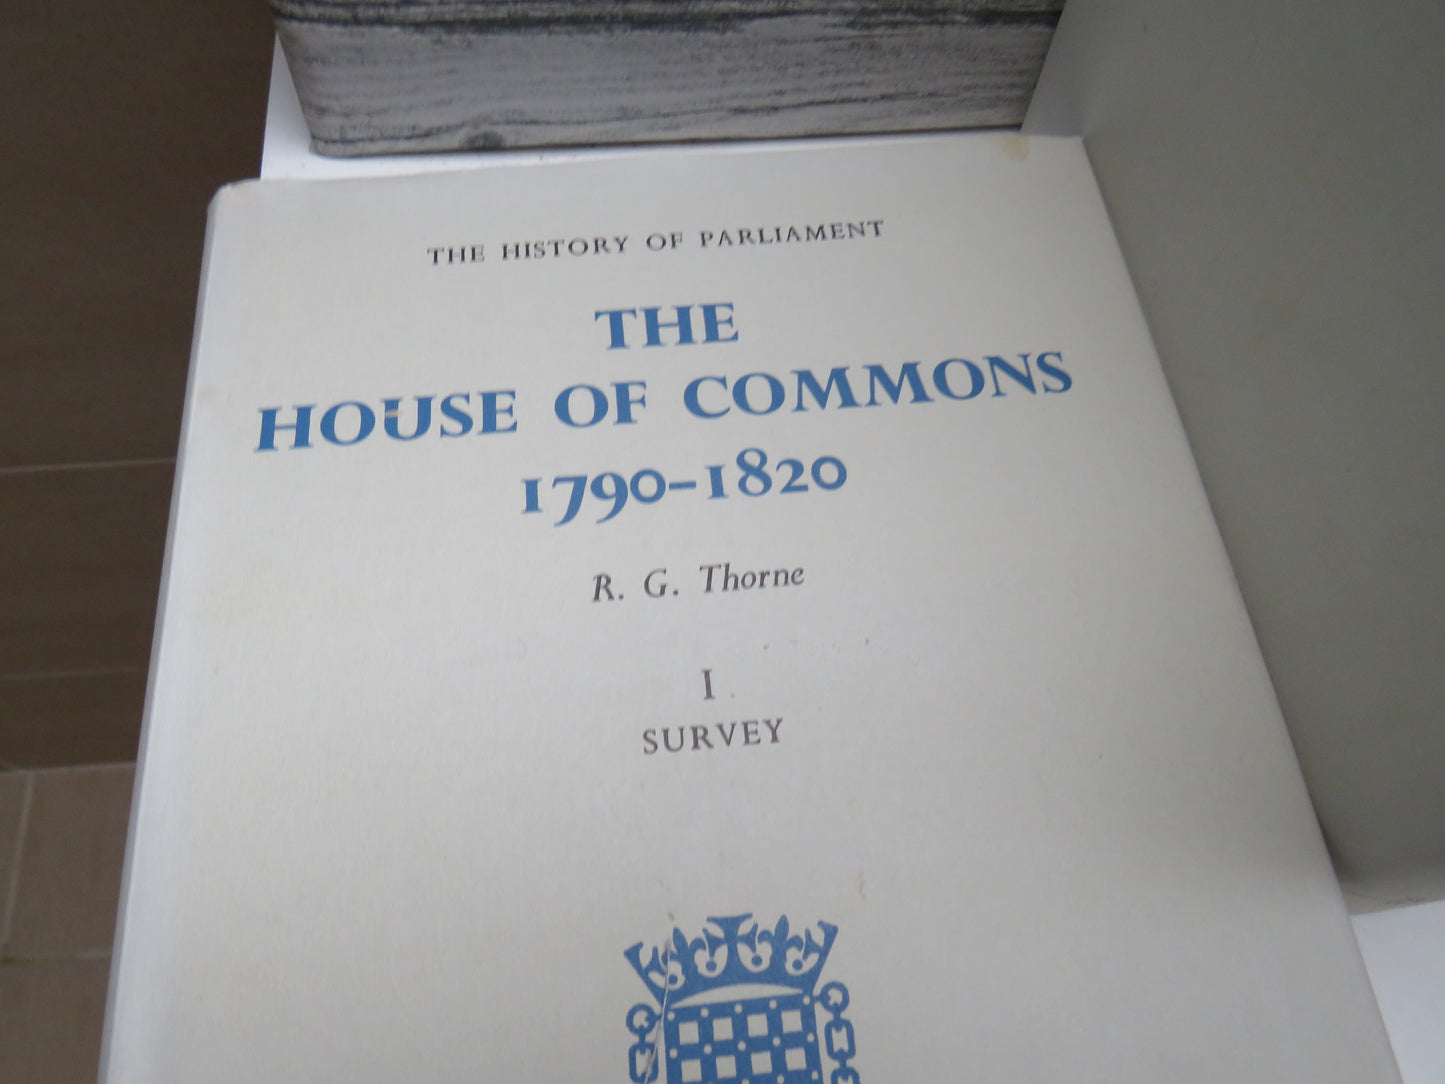 THE HISTORY OF PARLIAMENT
THE
HOUSE OF COMMONS
1790–1820
R. G. Thorne
I
SURVEY